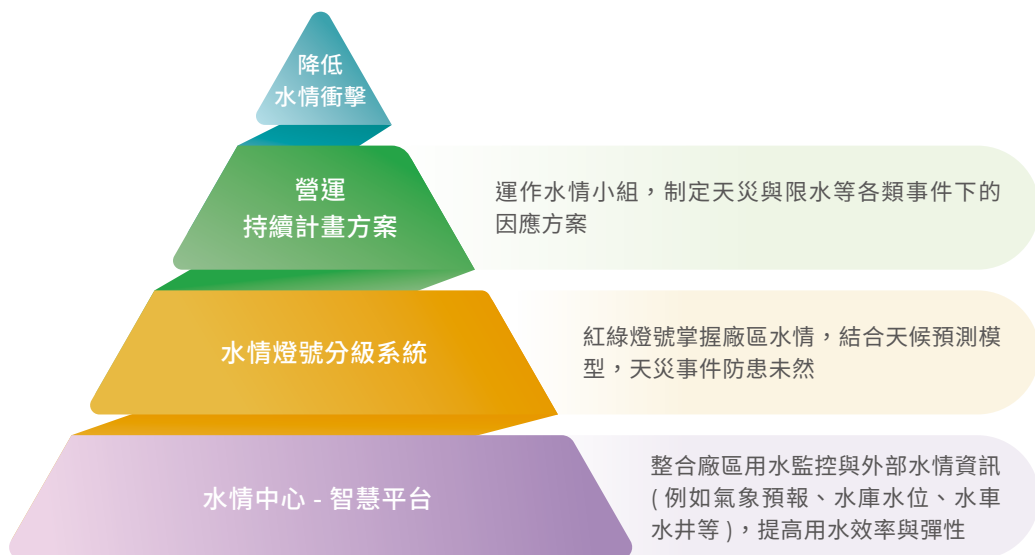 降低
水情衝擊
營運
持續計畫方案
運作水情小組，制定天災與限水等各類事件下的
因應方案
水情燈號分級系統
紅綠燈號掌握廠區水情，結合天候預測模
型，天災事件防患未然
水情中心 - 智慧平台
整合廠區用水監控與外部水情資訊
( 例如氣象預報、水庫水位、水車
水井等 )，提高用水效率與彈性